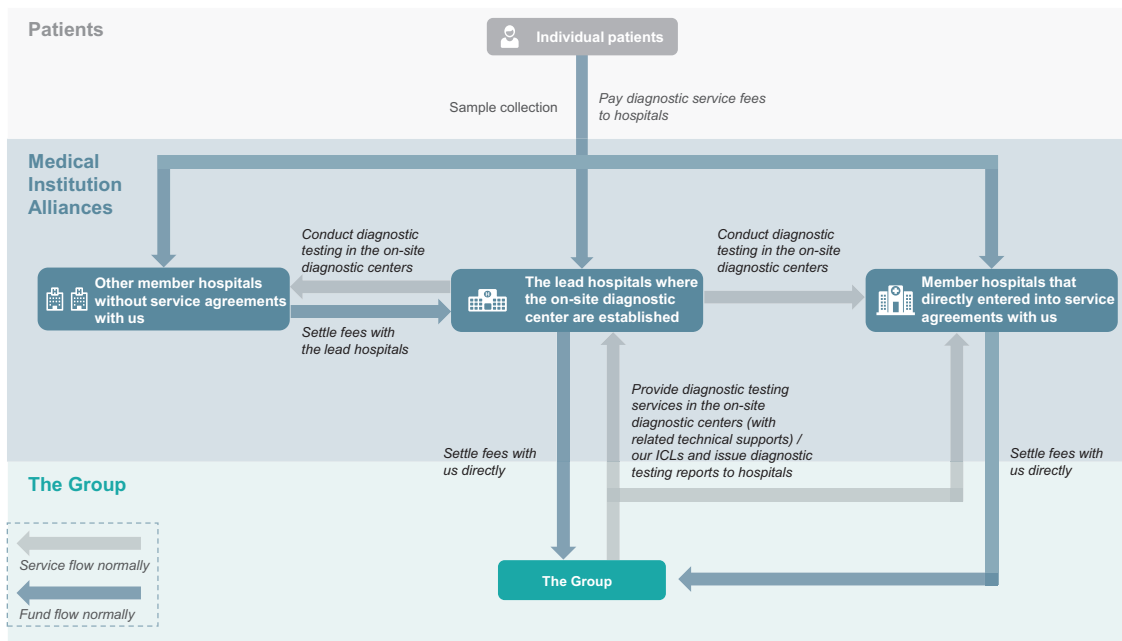 Patients
Individual patients
Sample collection
Pay diagnostic service fees
to hospitals
Medical
Institution
Alliances
Conduct diagnostic
testing in the on-site
diagnostic centers
Conduct diagnostic
testing in the on-site
diagnostic centers
Other member hospitals
without service agreements
with us
The lead hospitals where
the on-site diagnostic
center are established
Member hospitals that
directly entered into service
agreements with us
Settle fees with
the lead hospitals
Provide diagnostic testing
services in the on-site
diagnostic centers (with
related technical supports) /
our ICLs and issue diagnostic
testing reports to hospitals
Settle fees with
us directly
Settle fees with
us directly
The Group
Service flow normally
Fund flow normally
The Group